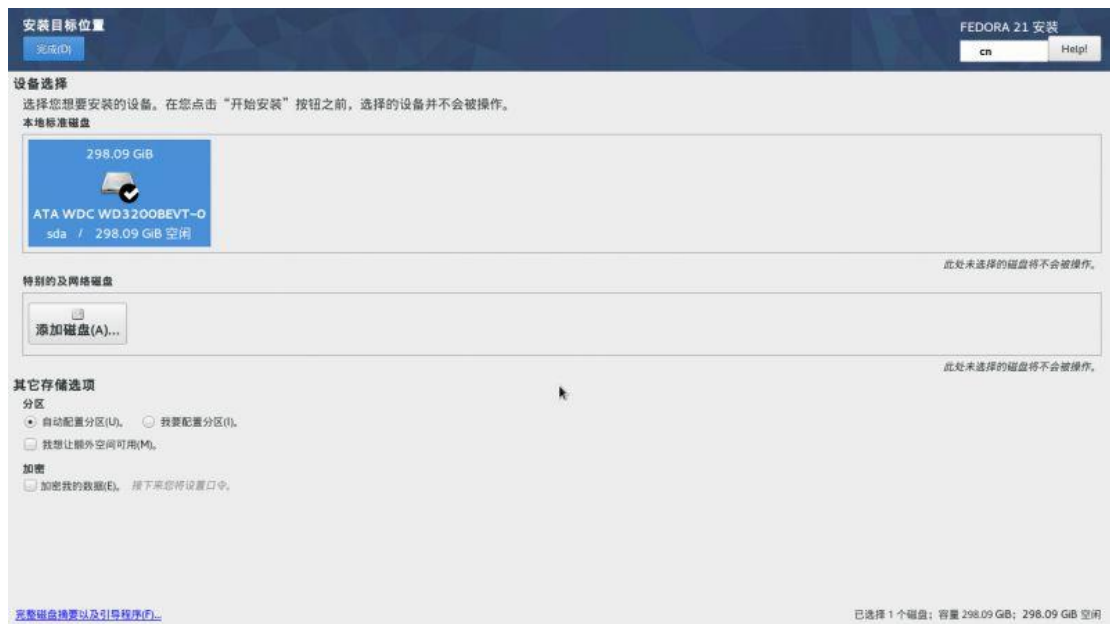 安装目标位置
FEDORA 21 安装
完成(D)
cn
Help!
设备选择
选择您想要安装的设备。在您点击“开始安装”按钮之前，选择的设备并不会被操作。
本地标准磁盘
298.09 GiB
ATA WDC WD3200BEVT-0
sda / 298.09 GiB 空闲
此处未选择的磁盘将不会被操作。
特别的及网络磁盘
添加磁盘(A)...
此处未选择的磁盘将不会被操作。
其它存储选项
分区
自动配置分区(U)。 我要配置分区(I)。
我想让额外空间可用(M)。
加密
加密我的数据(E)。 接下来您将设置口令。
完整磁盘摘要以及引导程序(F)...
已选择 1 个磁盘；容量 298.09 GiB；298.09 GiB 空闲